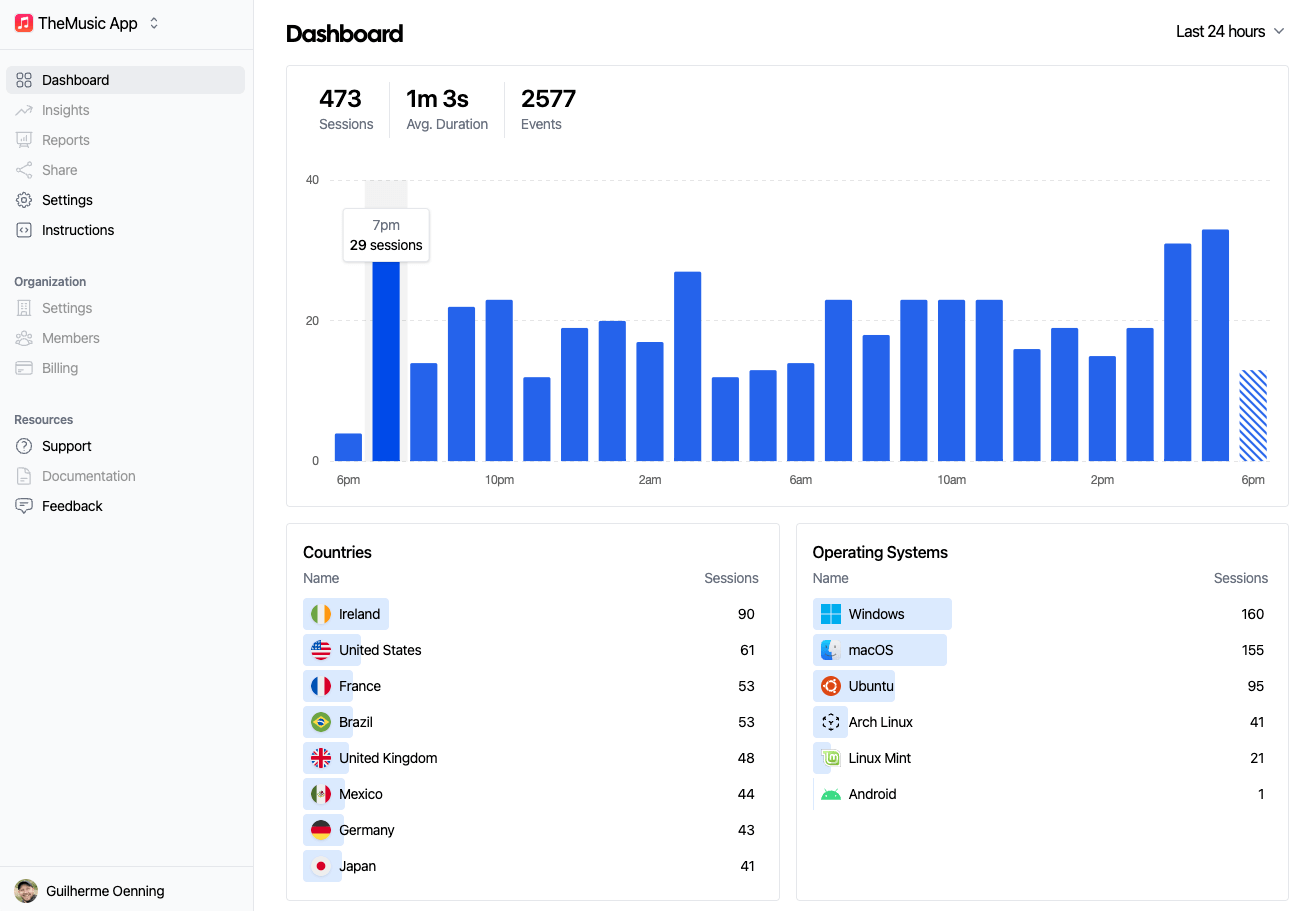 TheMusic App
Dashboard
Insights
Reports
Share
Settings
Instructions
Organization
Settings
Members
Billing
Resources
Support
Documentation
Feedback
Guilherme Oenning
Dashboard
Last 24 hours
473 1m 3s 2577
Sessions Avg. Duration Events
40
7pm
29 sessions
20
0
6pm 10pm 2am 6am 10am 2pm 6pm
Countries
Name Sessions
Ireland 90
United States 61
France 53
Brazil 53
United Kingdom 48
Mexico 44
Germany 43
Japan 41
Operating Systems
Name Sessions
Windows 160
macOS 155
Ubuntu 95
Arch Linux 41
Linux Mint 21
Android 1